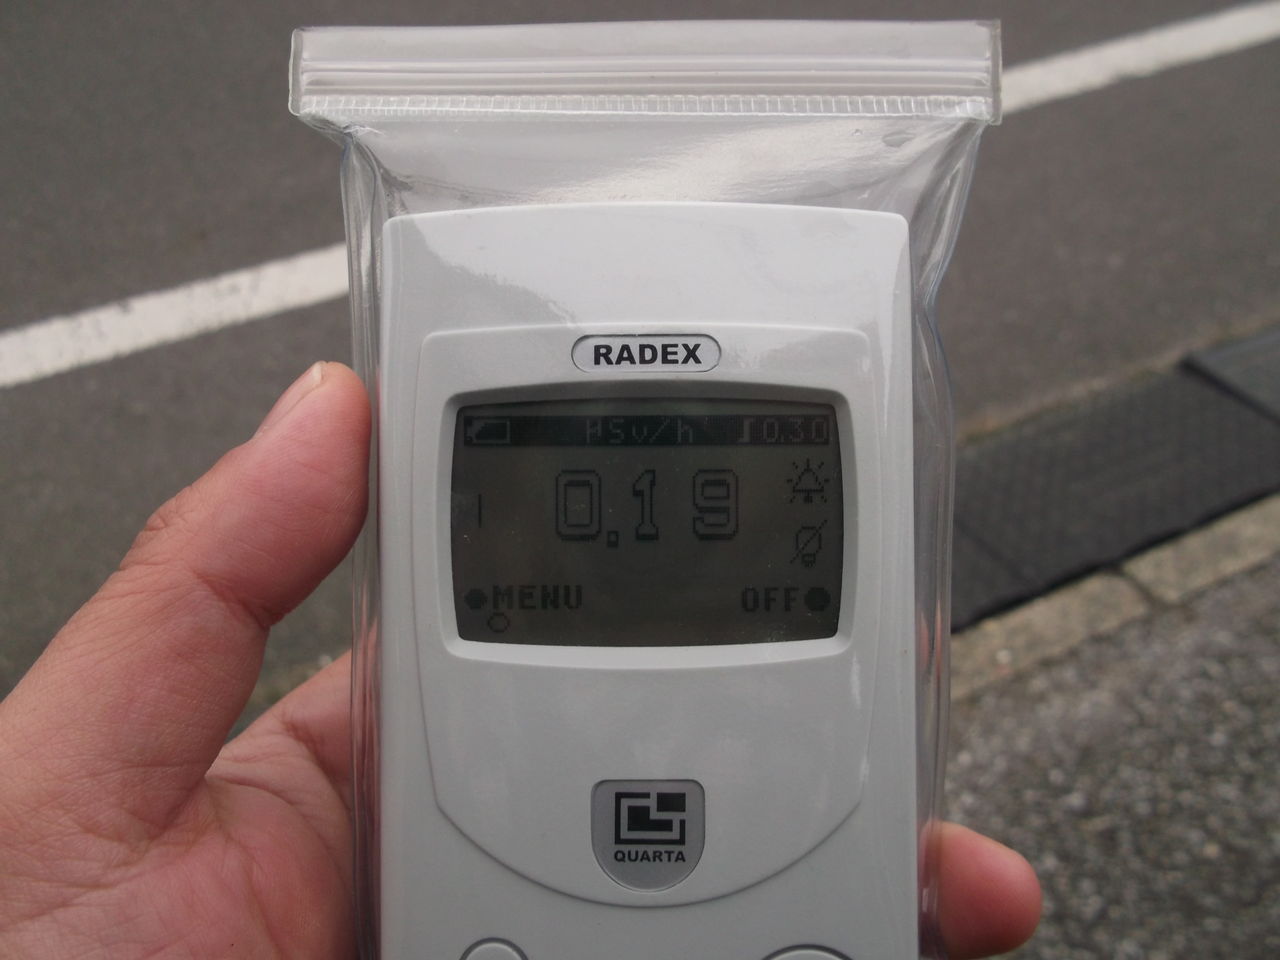 RADEX
µSv/h 0.30
0.19
MENU OFF
QUARTA